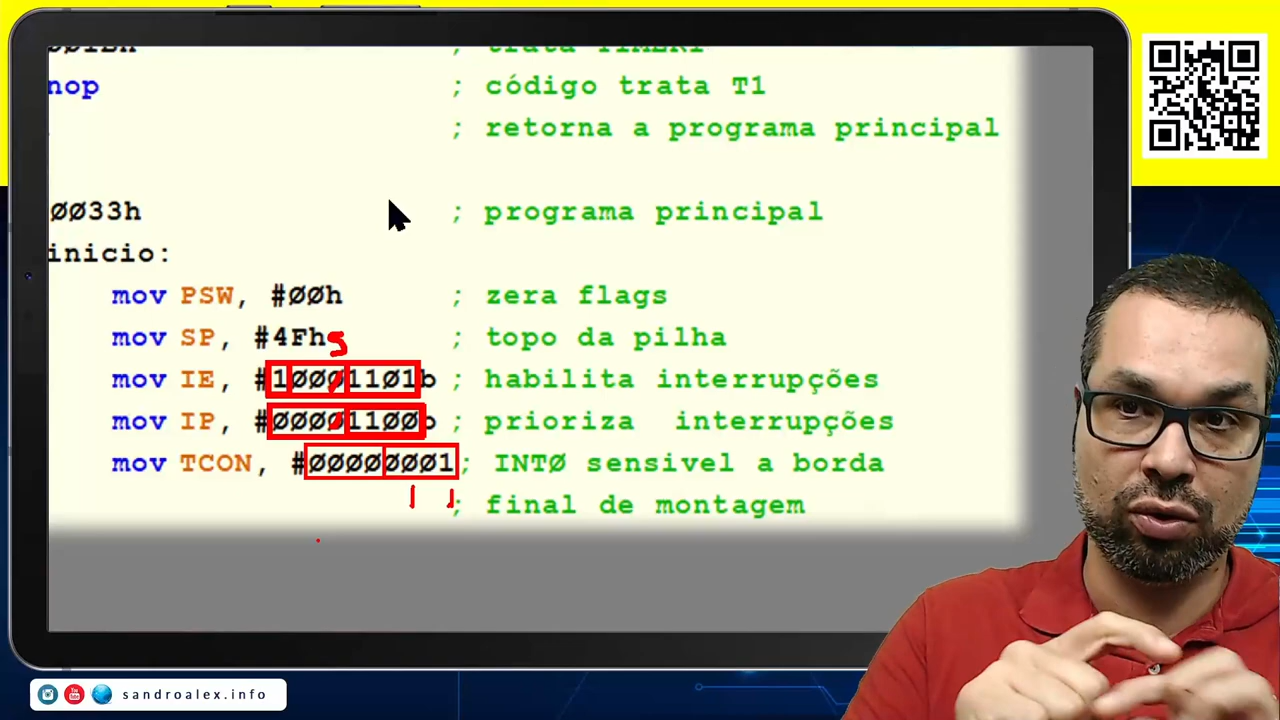 nop ; código trata T1
; retorna a programa principal
ØØ33h ; programa principal
inicio:
mov PSW, #ØØh ; zera flags
mov SP, #4Fh ; topo da pilha
mov IE, #1ØØØ11Ø1b ; habilita interrupções
mov IP, #ØØØØ11ØØb ; prioriza interrupções
mov TCON, #ØØØØØØØ1 ; INTØ sensivel a borda
; final de montagem
sandroalex.info